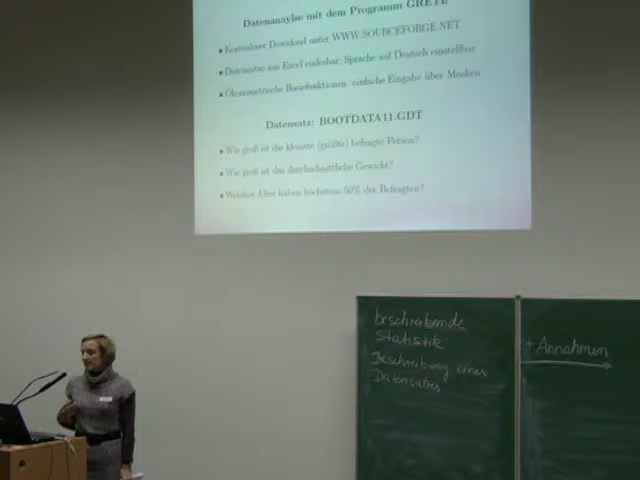 Datenanaylse mit dem Programm GRETL
• Kostenloser Download unter WWW.SOURCEFORGE.NET
• Datensätze aus Excel einlesbar; Sprache auf Deutsch einstellbar
• Ökonometrische Basisfunktionen: einfache Eingabe über Masken
Datensatz: BOOTDATA11.GDT
• Wie groß ist die kleinste (größte) befragte Person?
• Wie groß ist das durchschnittliche Gewicht?
• Welches Alter haben höchstens 50% der Befragten?
beschreibende
Statistik:
Beschreibung eines
Datensatzes
+ Annahmen